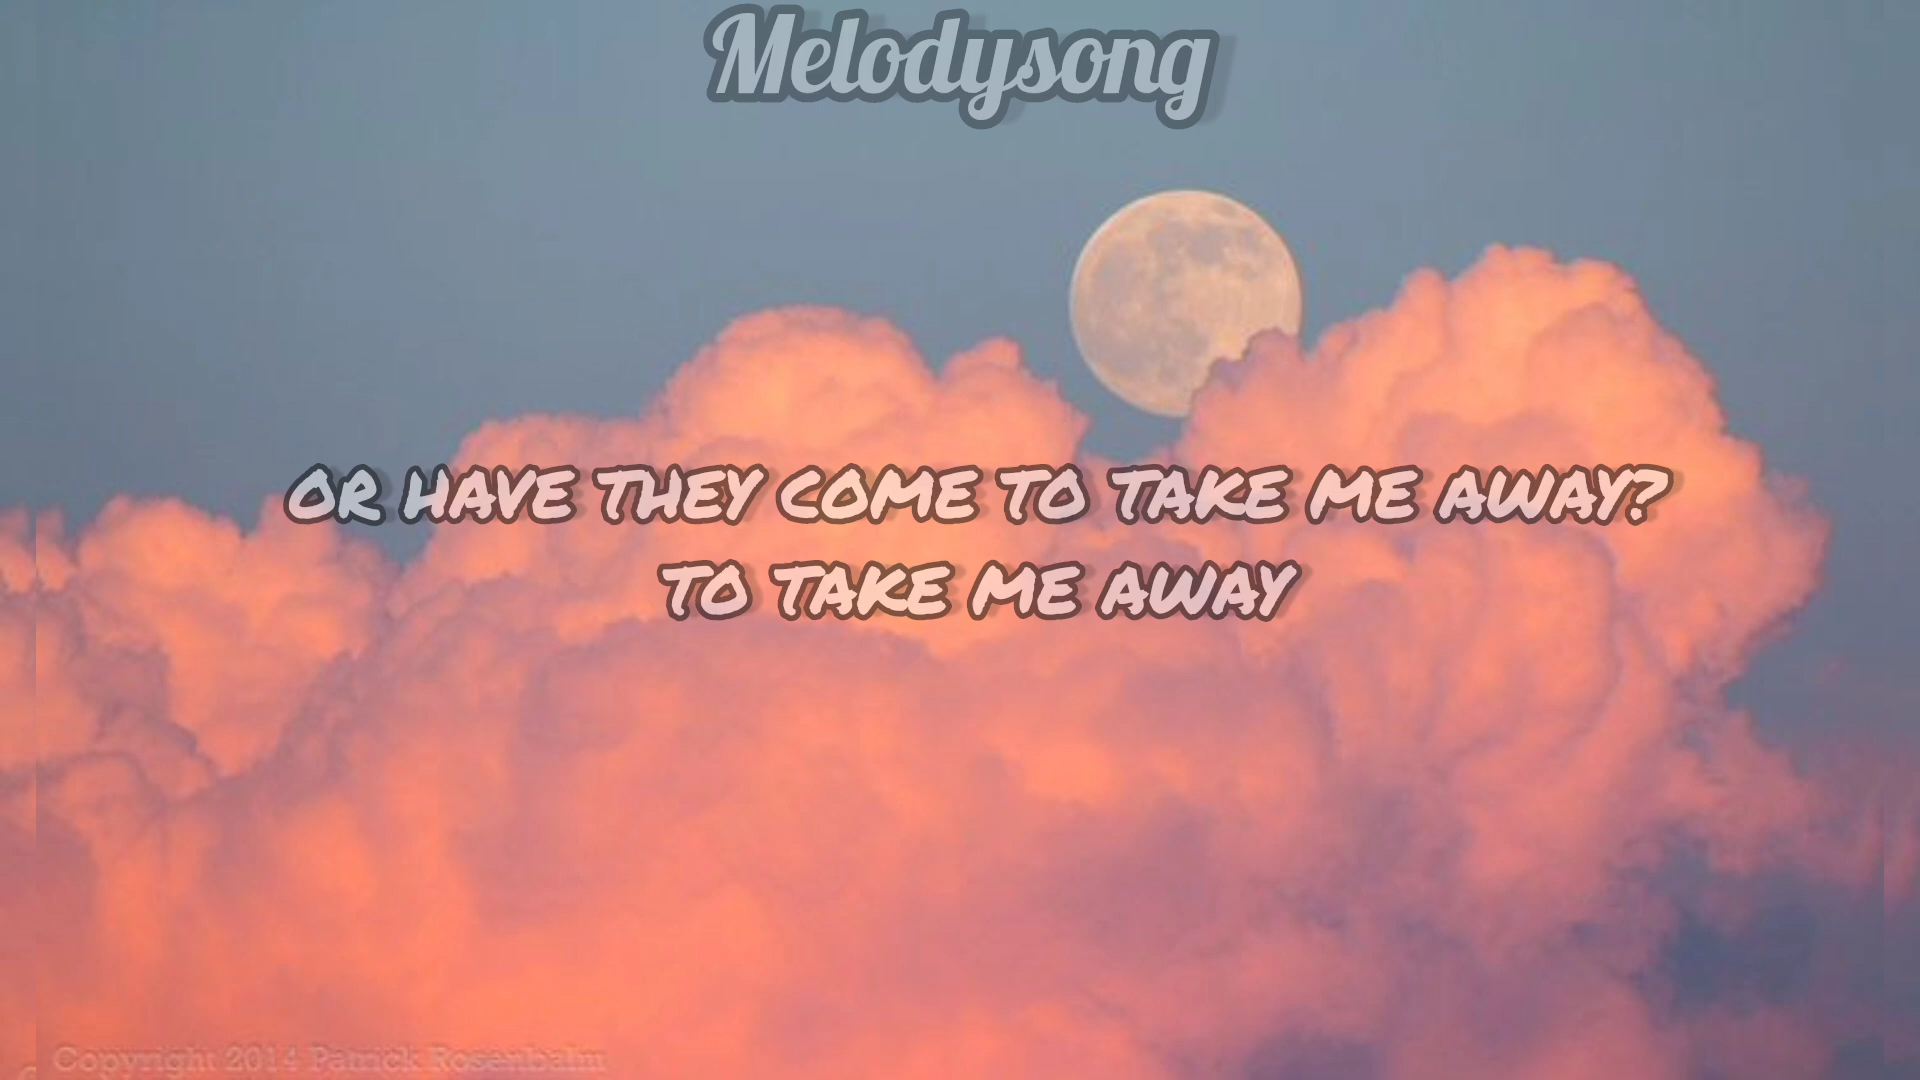 Melodysong
OR HAVE THEY COME TO TAKE ME AWAY?
TO TAKE ME AWAY
Copyright 2014 Patrick Rosenbalm